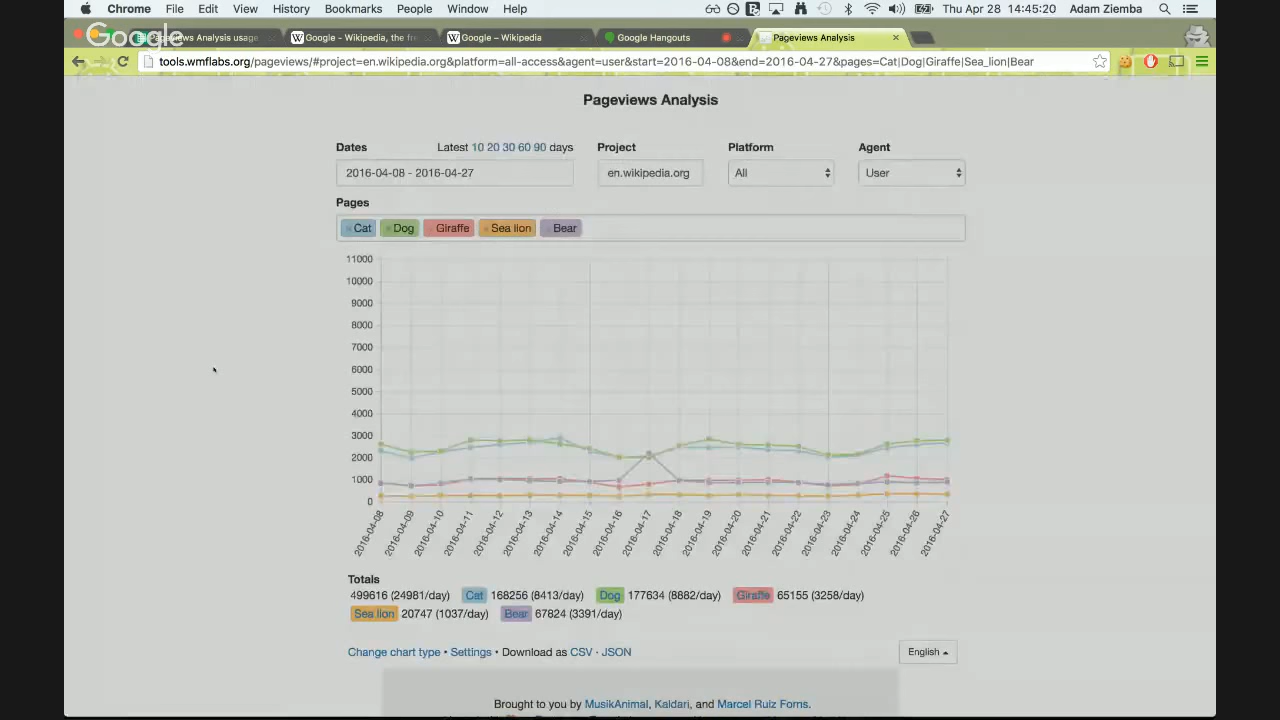 Chrome File Edit View History Bookmarks People Window Help Thu Apr 28 14:45:20 Adam Ziemba
Google
Pageviews Analysis usage Google - Wikipedia, the fr Google – Wikipedia Google Hangouts Pageviews Analysis
tools.wmflabs.org/pageviews/#project=en.wikipedia.org&platform=all-access&agent=user&start=2016-04-08&end=2016-04-27&pages=Cat|Dog|Giraffe|Sea_lion|Bear
Pageviews Analysis
Dates Latest 10 20 30 60 90 days Project Platform Agent
2016-04-08 - 2016-04-27 en.wikipedia.org All User
Pages
× Cat × Dog × Giraffe × Sea lion × Bear
11000
10000
9000
8000
7000
6000
5000
4000
3000
2000
1000
0
2016-04-08 2016-04-09 2016-04-10 2016-04-11 2016-04-12 2016-04-13 2016-04-14 2016-04-15 2016-04-16 2016-04-17 2016-04-18 2016-04-19 2016-04-20 2016-04-21 2016-04-22 2016-04-23 2016-04-24 2016-04-25 2016-04-26 2016-04-27
Totals
499616 (24981/day) Cat 168256 (8413/day) Dog 177634 (8882/day) Giraffe 65155 (3258/day)
Sea lion 20747 (1037/day) Bear 67824 (3391/day)
Change chart type • Settings • Download as CSV · JSON English
Brought to you by MusikAnimal, Kaldari, and Marcel Ruiz Forns.